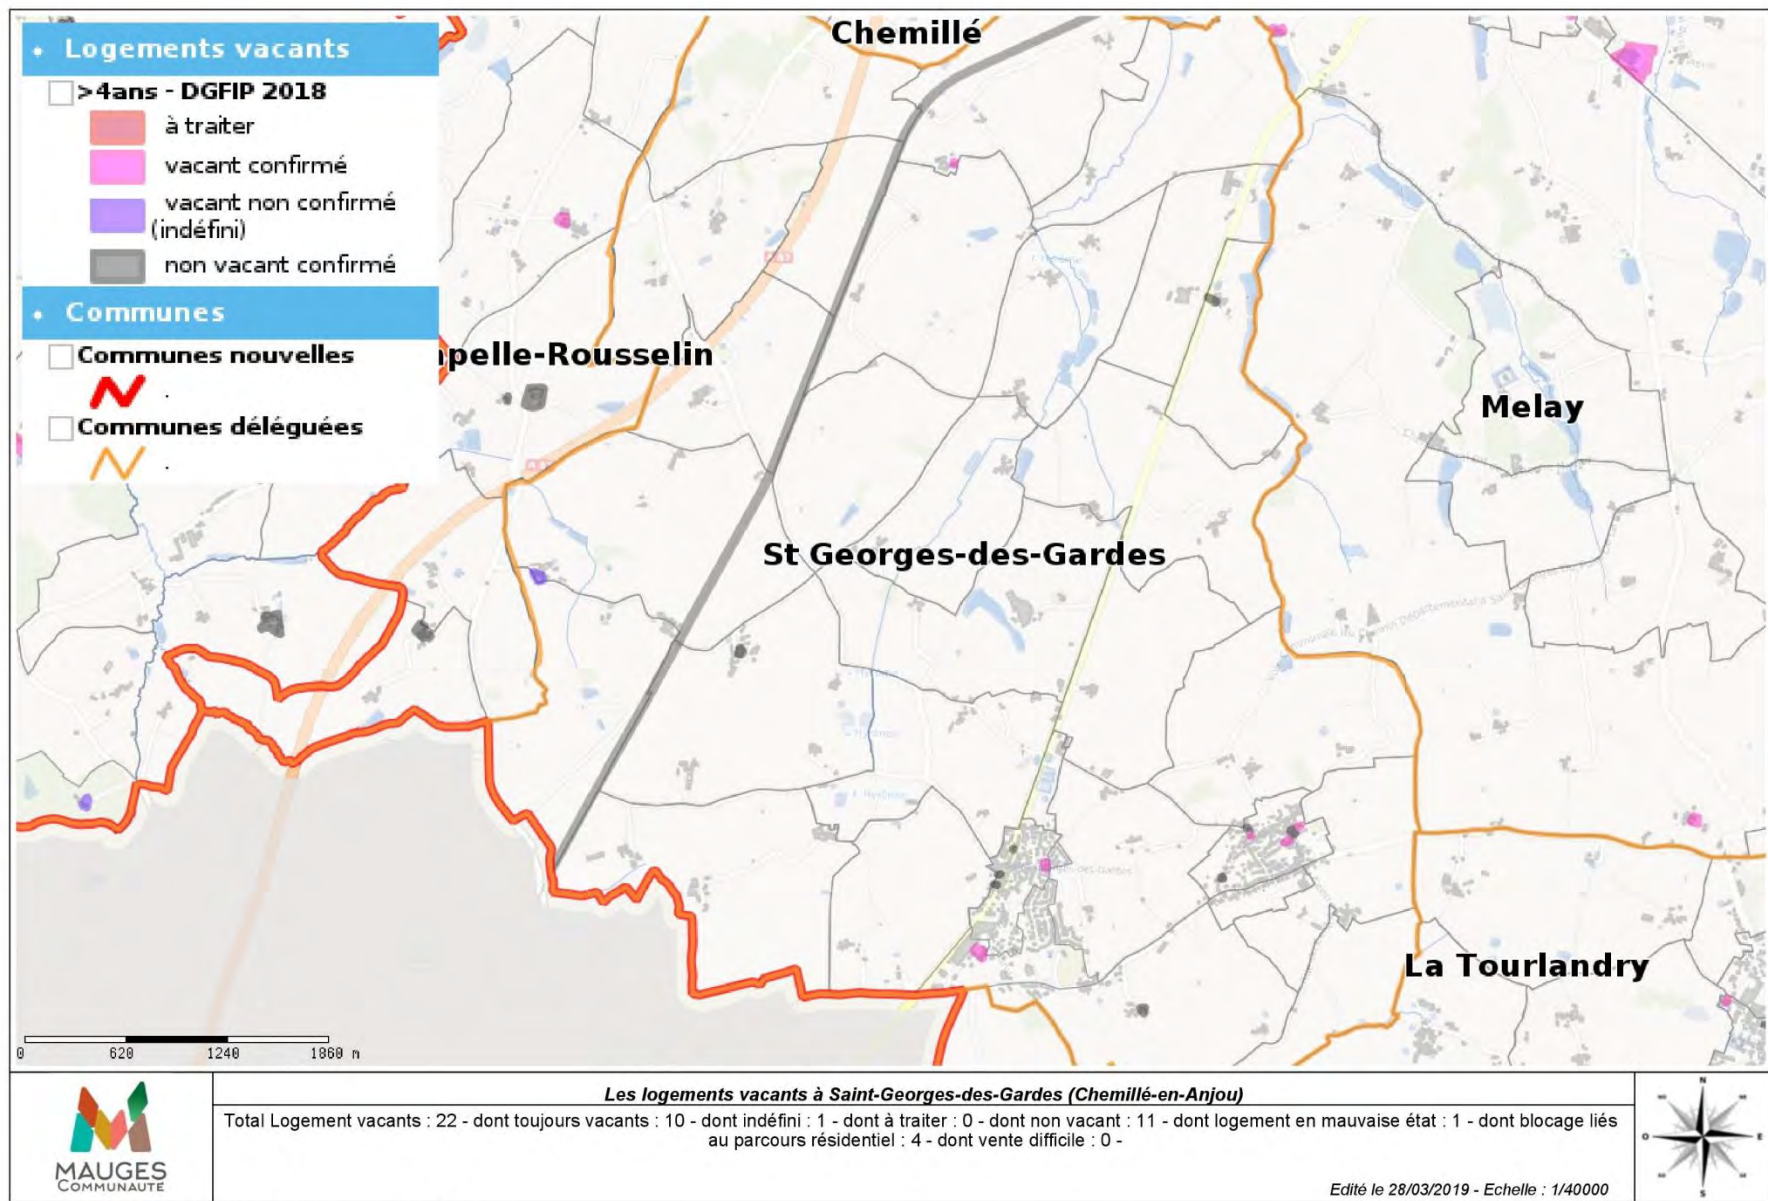 Logements vacants
>4ans - DGFIP 2018
à traiter
vacant confirmé
vacant non confirmé
(indéfini)
non vacant confirmé
Communes
Communes nouvelles
.
Communes déléguées
.
Chemillé
apelle-Rousselin
Melay
St Georges-des-Gardes
La Tourlandry
0 620 1240 1860 m
MAUGES
COMMUNAUTÉ
Les logements vacants à Saint-Georges-des-Gardes (Chemillé-en-Anjou)
Total Logement vacants : 22 - dont toujours vacants : 10 - dont indéfini : 1 - dont à traiter : 0 - dont non vacant : 11 - dont logement en mauvaise état : 1 - dont blocage liés
au parcours résidentiel : 4 - dont vente difficile : 0 -
Edité le 28/03/2019 - Echelle : 1/40000
N
O E
S